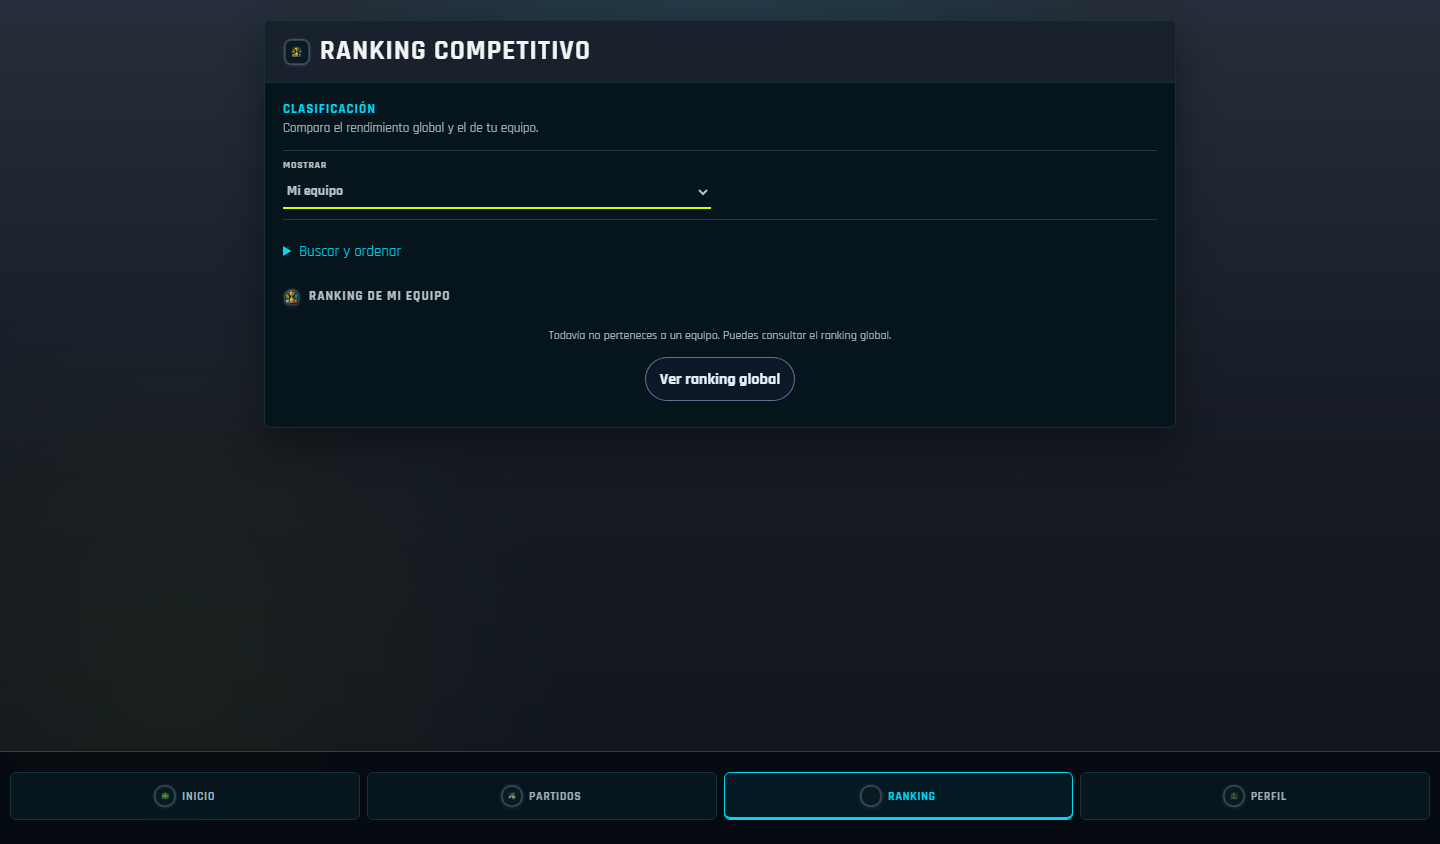 RANKING COMPETITIVO
CLASIFICACIÓN
Compara el rendimiento global y el de tu equipo.
MOSTRAR
Mi equipo
Buscar y ordenar
RANKING DE MI EQUIPO
Todavía no perteneces a un equipo. Puedes consultar el ranking global.
Ver ranking global
INICIO
PARTIDOS
RANKING
PERFIL